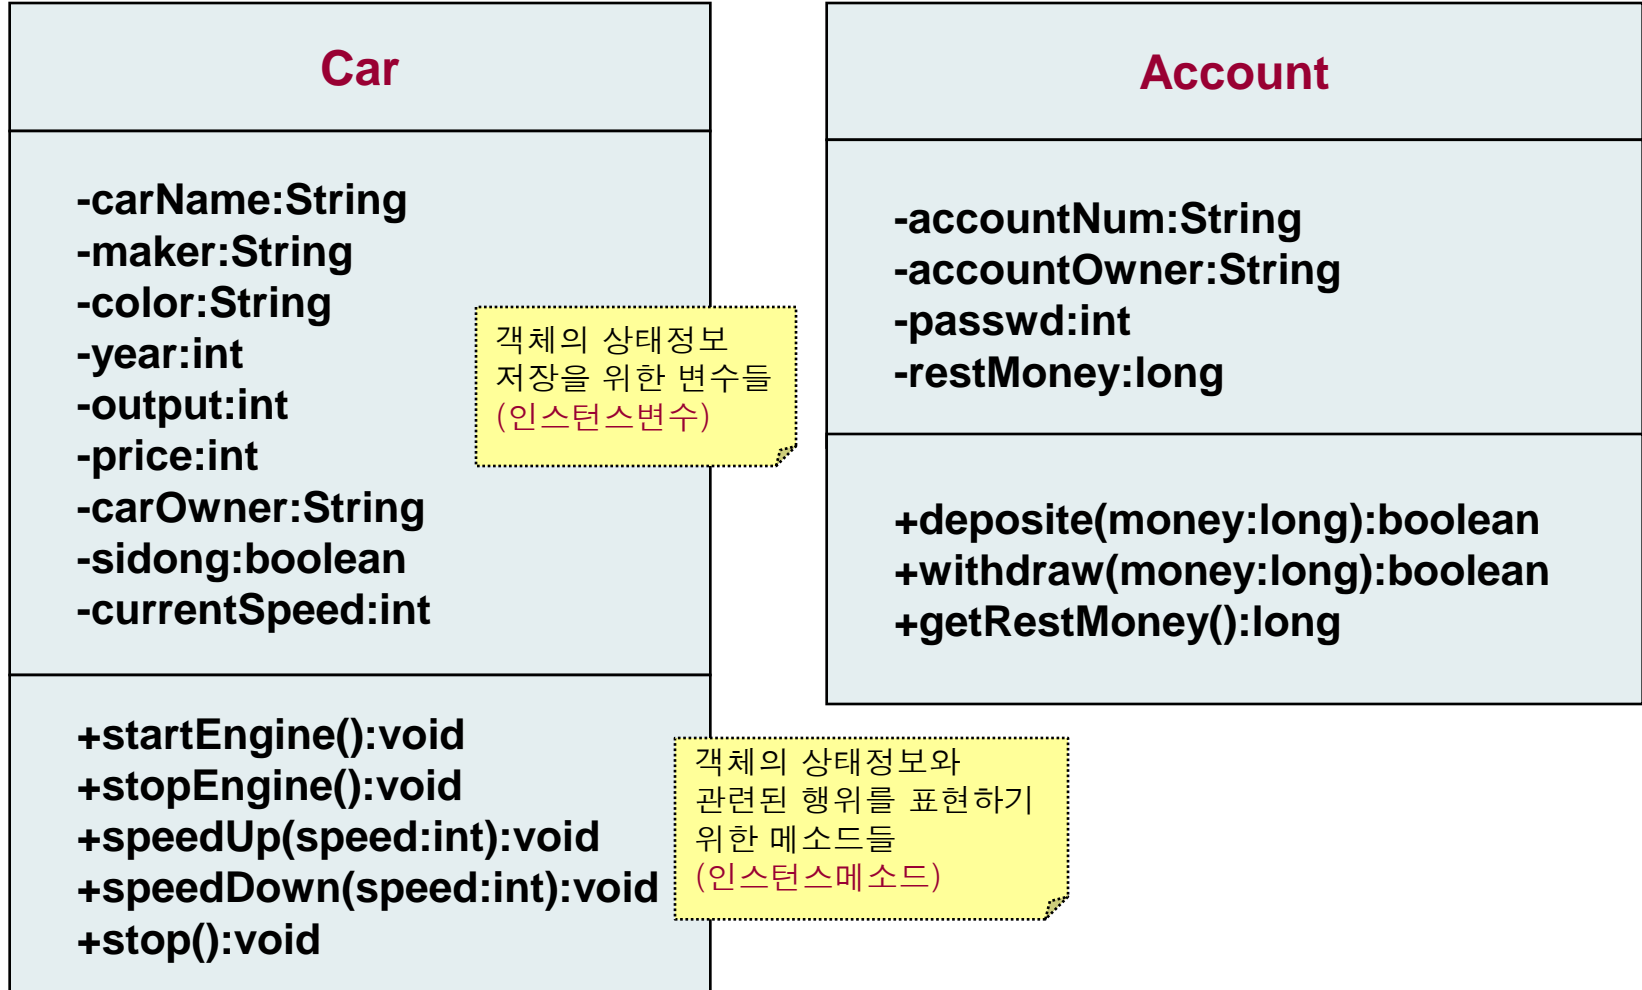 Car
-carName:String
-maker:String
-color:String
-year:int
-output:int
-price:int
-carOwner:String
-sidong:boolean
-currentSpeed:int
+startEngine():void
+stopEngine():void
+speedUp(speed:int):void
+speedDown(speed:int):void
+stop():void
객체의 상태정보
저장을 위한 변수들
(인스턴스변수)
객체의 상태정보와
관련된 행위를 표현하기
위한 메소드들
(인스턴스메소드)
Account
-accountNum:String
-accountOwner:String
-passwd:int
-restMoney:long
+deposite(money:long):boolean
+withdraw(money:long):boolean
+getRestMoney():long